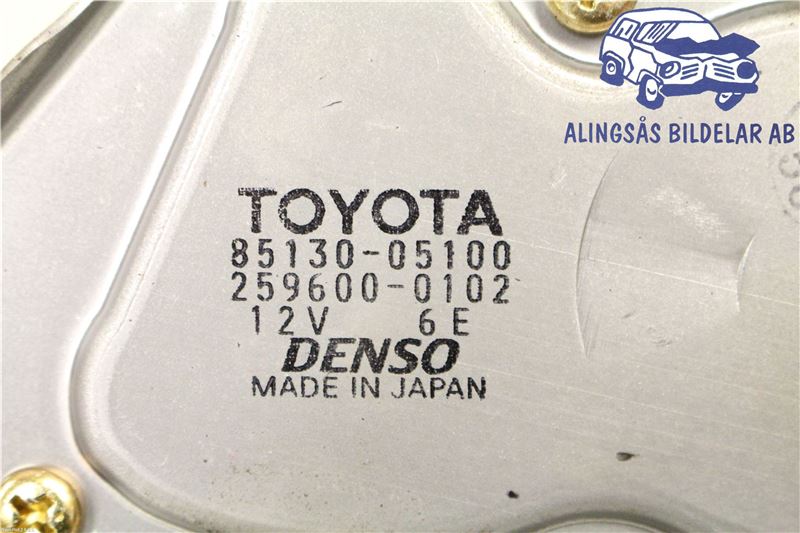 ALINGSÅS BILDELAR AB
TOYOTA
85130-05100
259600-0102
12V 6E
DENSO
MADE IN JAPAN